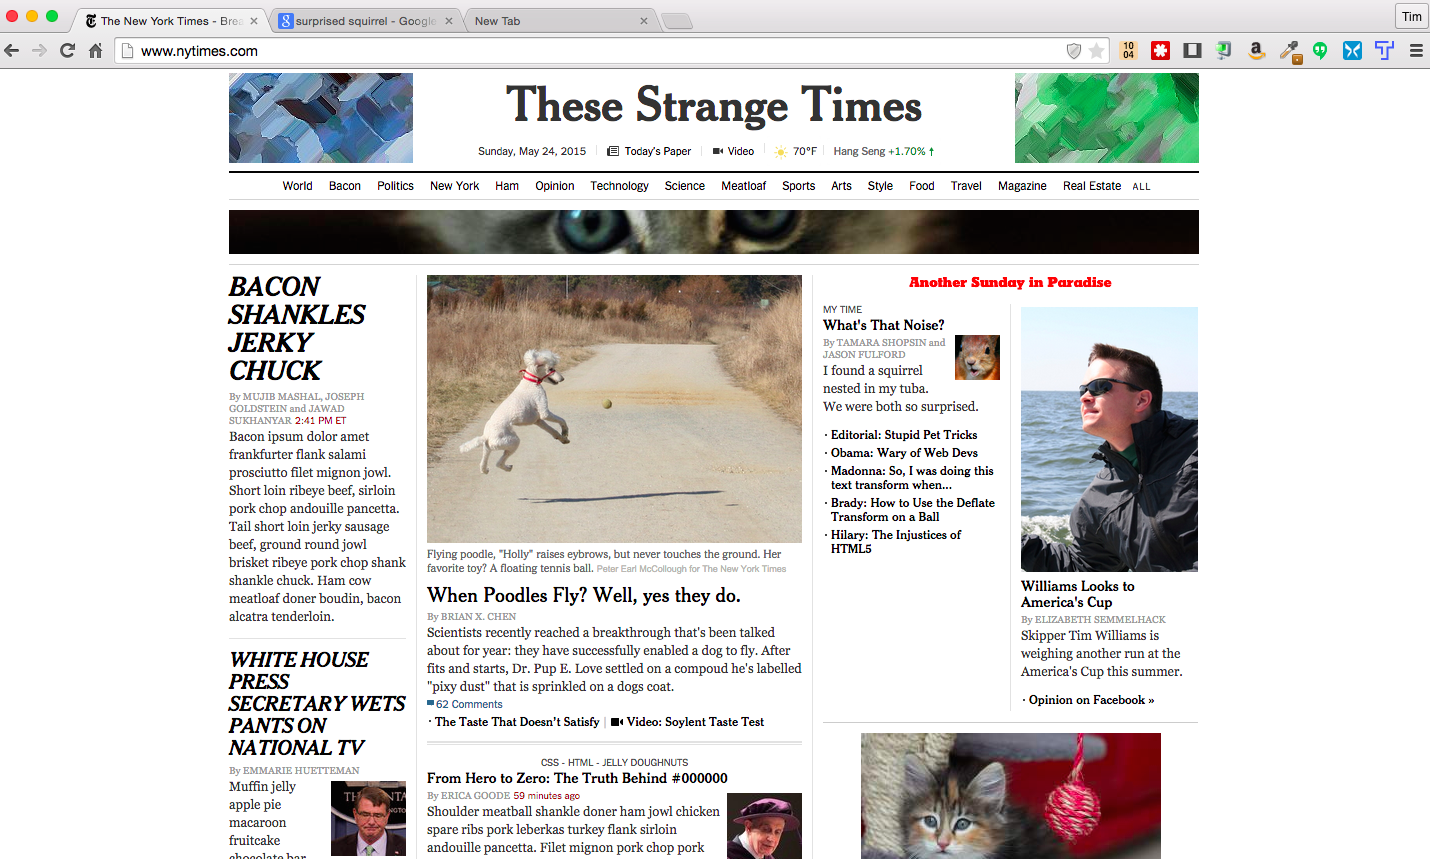 The New York Times - Brea
surprised squirrel - Google
New Tab
Tim
www.nytimes.com
10
04
These Strange Times
Sunday, May 24, 2015
Today's Paper
Video
70°F
Hang Seng +1.70% ↑
World Bacon Politics New York Ham Opinion Technology Science Meatloaf Sports Arts Style Food Travel Magazine Real Estate ALL
BACON
SHANKLES
JERKY
CHUCK
By MUJIB MASHAL, JOSEPH
GOLDSTEIN and JAWAD
SUKHANYAR 2:41 PM ET
Bacon ipsum dolor amet
frankfurter flank salami
prosciutto filet mignon jowl.
Short loin ribeye beef, sirloin
pork chop andouille pancetta.
Tail short loin jerky sausage
beef, ground round jowl
brisket ribeye pork chop shank
shankle chuck. Ham cow
meatloaf doner boudin, bacon
alcatra tenderloin.
WHITE HOUSE
PRESS
SECRETARY WETS
PANTS ON
NATIONAL TV
By EMMARIE HUETTEMAN
Muffin jelly
apple pie
macaroon
fruitcake
chocolate bar
Flying poodle, "Holly" raises eybrows, but never touches the ground. Her
favorite toy? A floating tennis ball. Peter Earl McCollough for The New York Times
When Poodles Fly? Well, yes they do.
By BRIAN X. CHEN
Scientists recently reached a breakthrough that's been talked
about for year: they have successfully enabled a dog to fly. After
fits and starts, Dr. Pup E. Love settled on a compoud he's labelled
"pixy dust" that is sprinkled on a dogs coat.
62 Comments
· The Taste That Doesn't Satisfy | Video: Soylent Taste Test
CSS - HTML - JELLY DOUGHNUTS
From Hero to Zero: The Truth Behind #000000
By ERICA GOODE 59 minutes ago
Shoulder meatball shankle doner ham jowl chicken
spare ribs pork leberkas turkey flank sirloin
andouille pancetta. Filet mignon pork chop pork
Another Sunday in Paradise
MY TIME
What's That Noise?
By TAMARA SHOPSIN and
JASON FULFORD
I found a squirrel
nested in my tuba.
We were both so surprised.
· Editorial: Stupid Pet Tricks
· Obama: Wary of Web Devs
· Madonna: So, I was doing this
text transform when...
· Brady: How to Use the Deflate
Transform on a Ball
· Hilary: The Injustices of
HTML5
Williams Looks to
America's Cup
By ELIZABETH SEMMELHACK
Skipper Tim Williams is
weighing another run at the
America's Cup this summer.
· Opinion on Facebook »